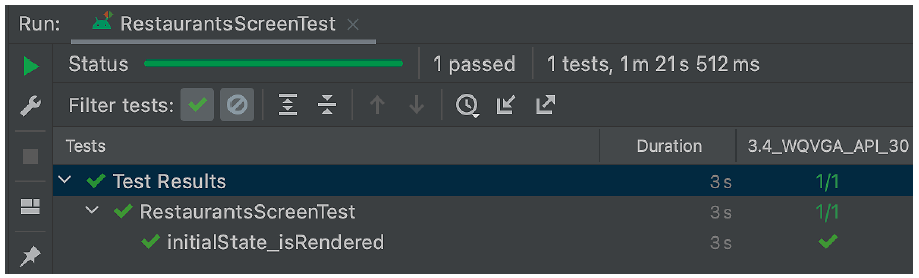 Run: RestaurantsScreenTest
Status 1 passed 1 tests, 1 m 21 s 512 ms
Filter tests:
Tests Duration 3.4_WQVGA_API_30
Test Results 3 s 1/1
RestaurantsScreenTest 3 s 1/1
initialState_isRendered 3 s